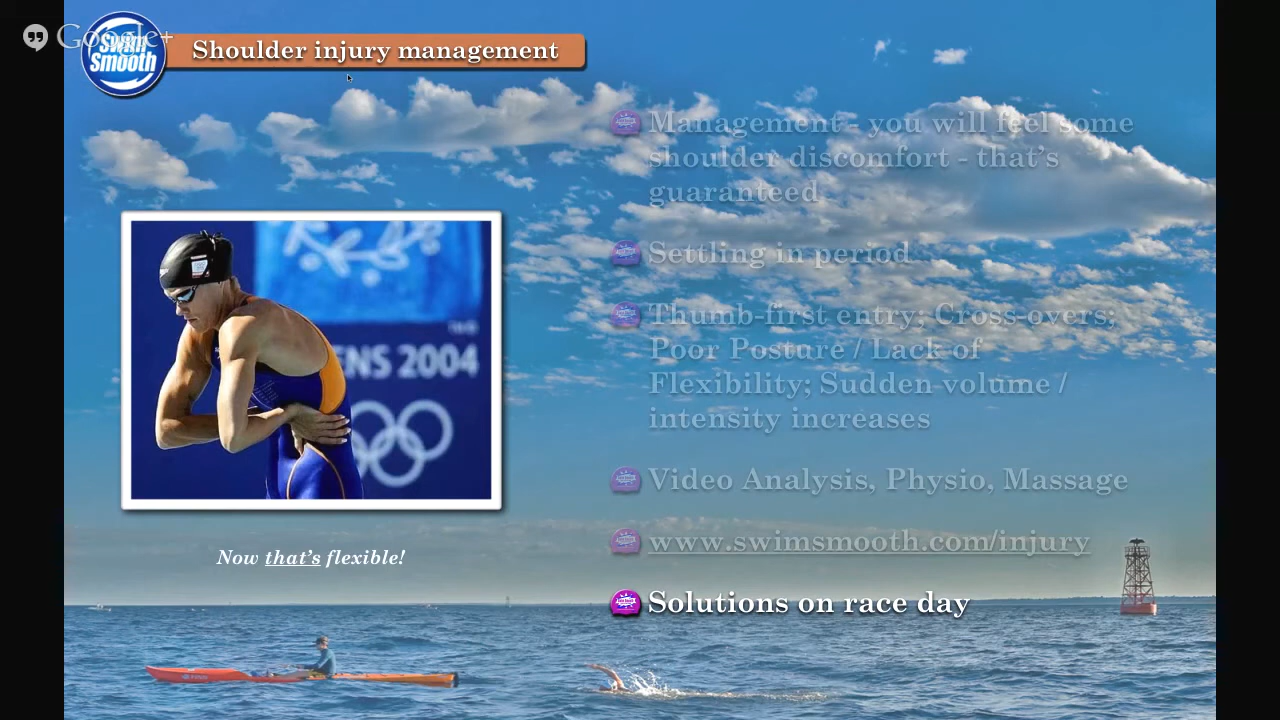 Google+
Swim
Smooth
Shoulder injury management
Management - you will feel some
shoulder discomfort - that's
guaranteed
Settling in period
Thumb-first entry; Cross-overs;
Poor Posture / Lack of
Flexibility; Sudden volume /
intensity increases
Video Analysis, Physio, Massage
www.swimsmooth.com/injury
Solutions on race day
ENS 2004
Now that's flexible!